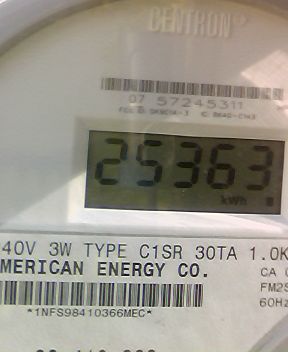 CENTRON
07 57245311
25363
kWh
40V 3W TYPE C1SR 30TA 1.0K
MERICAN ENERGY CO.
CA
FM2S
60Hz
*1NFS98410366MEC*